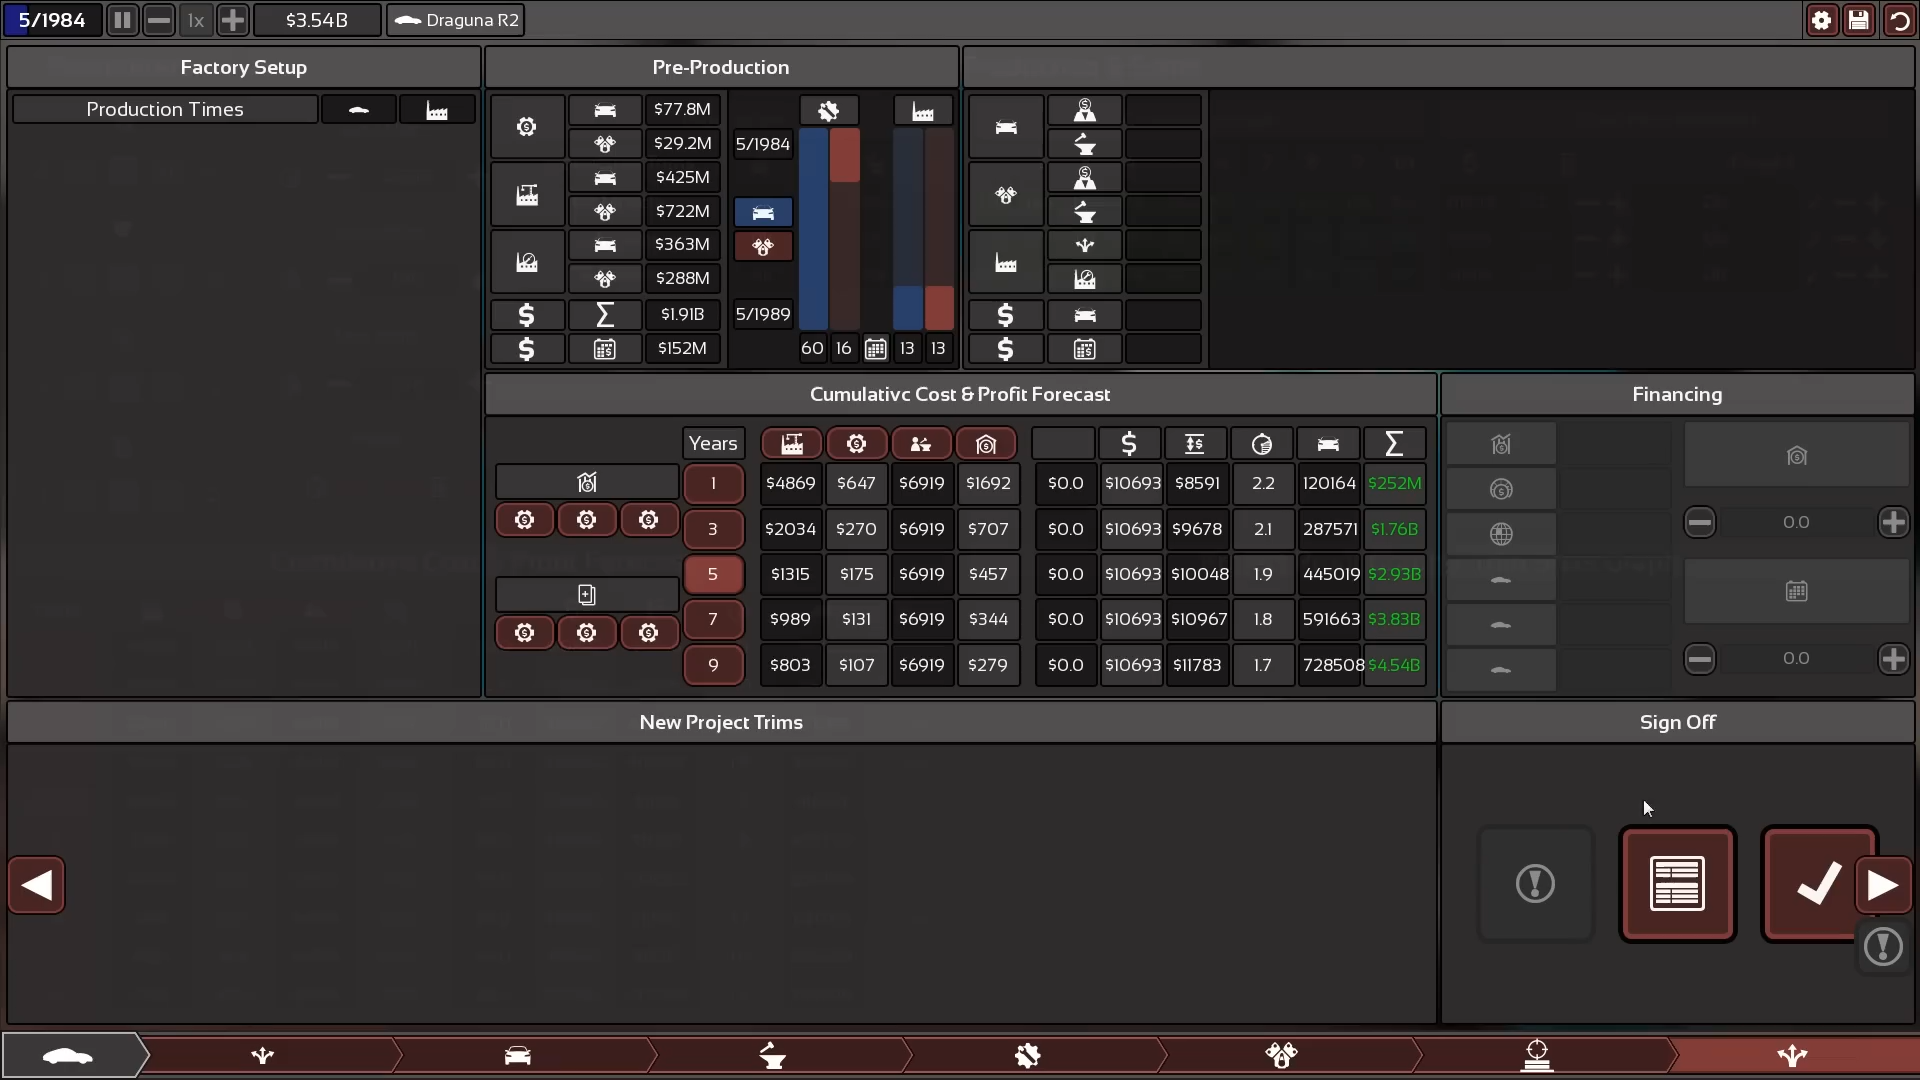 5/1984 1x $3.54B Draguna R2
Factory Setup
Production Times
Pre-Production
$77.8M
$29.2M
$425M
$722M
$363M
$288M
$1.91B
$152M
5/1984
5/1989
60 16 13 13
Cumulative Cost & Profit Forecast
Years $ Σ
1 $4869 $647 $6919 $1692 $0.0 $10693 $8591 2.2 120164 $252M
3 $2034 $270 $6919 $707 $0.0 $10693 $9678 2.1 287571 $1.76B
5 $1315 $175 $6919 $457 $0.0 $10693 $10048 1.9 445019 $2.93B
7 $989 $131 $6919 $344 $0.0 $10693 $10967 1.8 591663 $3.83B
9 $803 $107 $6919 $279 $0.0 $10693 $11783 1.7 728508 $4.54B
Financing
0.0
0.0
New Project Trims
Sign Off